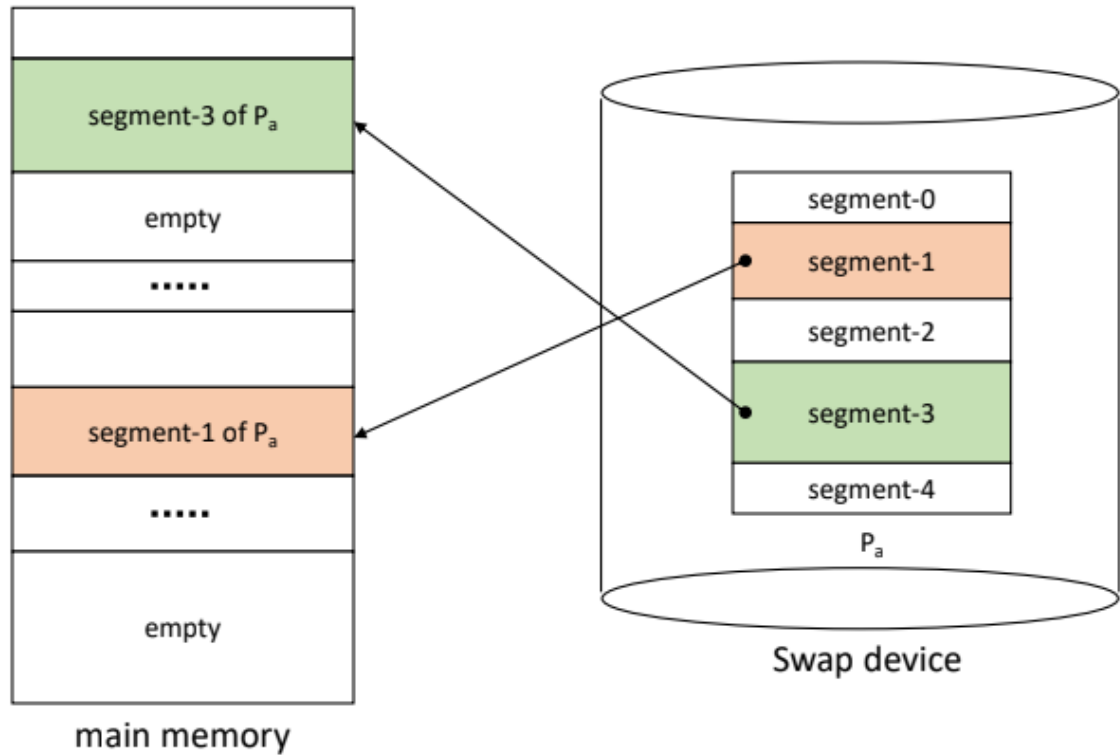 segment-3 of Pₐ
empty
.....
segment-1 of Pₐ
.....
empty
main memory
segment-0
segment-1
segment-2
segment-3
segment-4
Pₐ
Swap device